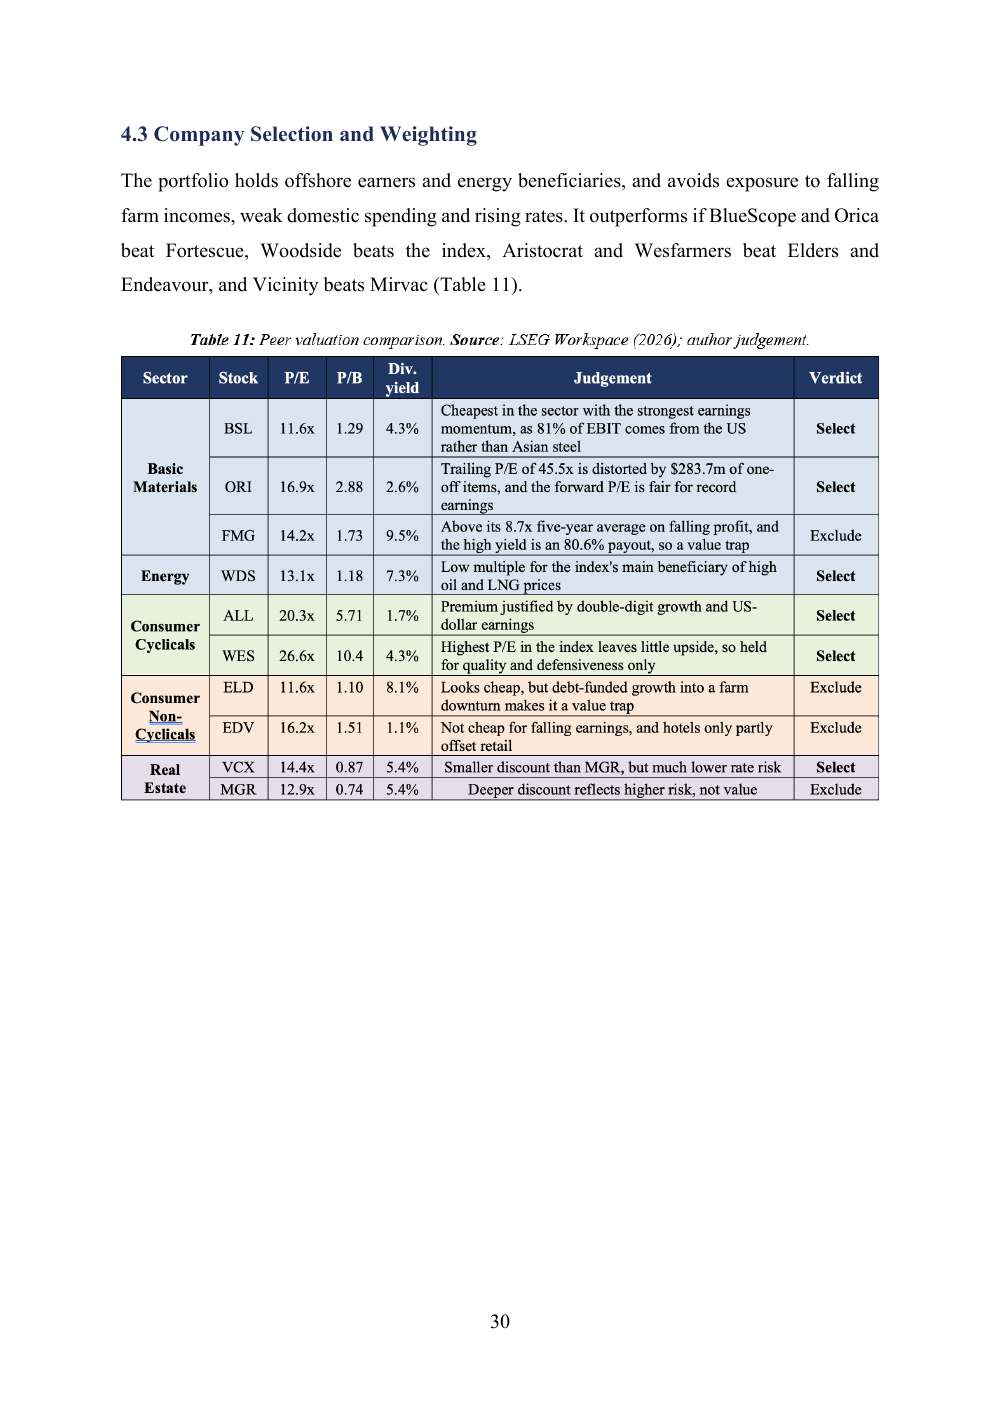 4.3 Company Selection and Weighting
The portfolio holds offshore earners and energy beneficiaries, and avoids exposure to falling
farm incomes, weak domestic spending and rising rates. It outperforms if BlueScope and Orica
beat Fortescue, Woodside beats the index, Aristocrat and Wesfarmers beat Elders and
Endeavour, and Vicinity beats Mirvac (Table 11).
Table 11: Peer valuation comparison. Source: LSEG Workspace (2026); author judgement.
Sector Stock P/E P/B Div. yield Judgement Verdict
Basic Materials
BSL 11.6x 1.29 4.3% Cheapest in the sector with the strongest earnings
momentum, as 81% of EBIT comes from the US
rather than Asian steel
Select
ORI 16.9x 2.88 2.6% Trailing P/E of 45.5x is distorted by $283.7m of one-
off items, and the forward P/E is fair for record
earnings
Select
FMG 14.2x 1.73 9.5% Above its 8.7x five-year average on falling profit, and
the high yield is an 80.6% payout, so a value trap
Exclude
Energy WDS 13.1x 1.18 7.3% Low multiple for the index's main beneficiary of high
oil and LNG prices
Select
Consumer Cyclicals
ALL 20.3x 5.71 1.7% Premium justified by double-digit growth and US-
dollar earnings
Select
WES 26.6x 10.4 4.3% Highest P/E in the index leaves little upside, so held
for quality and defensiveness only
Select
Consumer Non-Cyclicals
ELD 11.6x 1.10 8.1% Looks cheap, but debt-funded growth into a farm
downturn makes it a value trap
Exclude
EDV 16.2x 1.51 1.1% Not cheap for falling earnings, and hotels only partly
offset retail
Exclude
Real Estate
VCX 14.4x 0.87 5.4% Smaller discount than MGR, but much lower rate risk Select
MGR 12.9x 0.74 5.4% Deeper discount reflects higher risk, not value Exclude
30